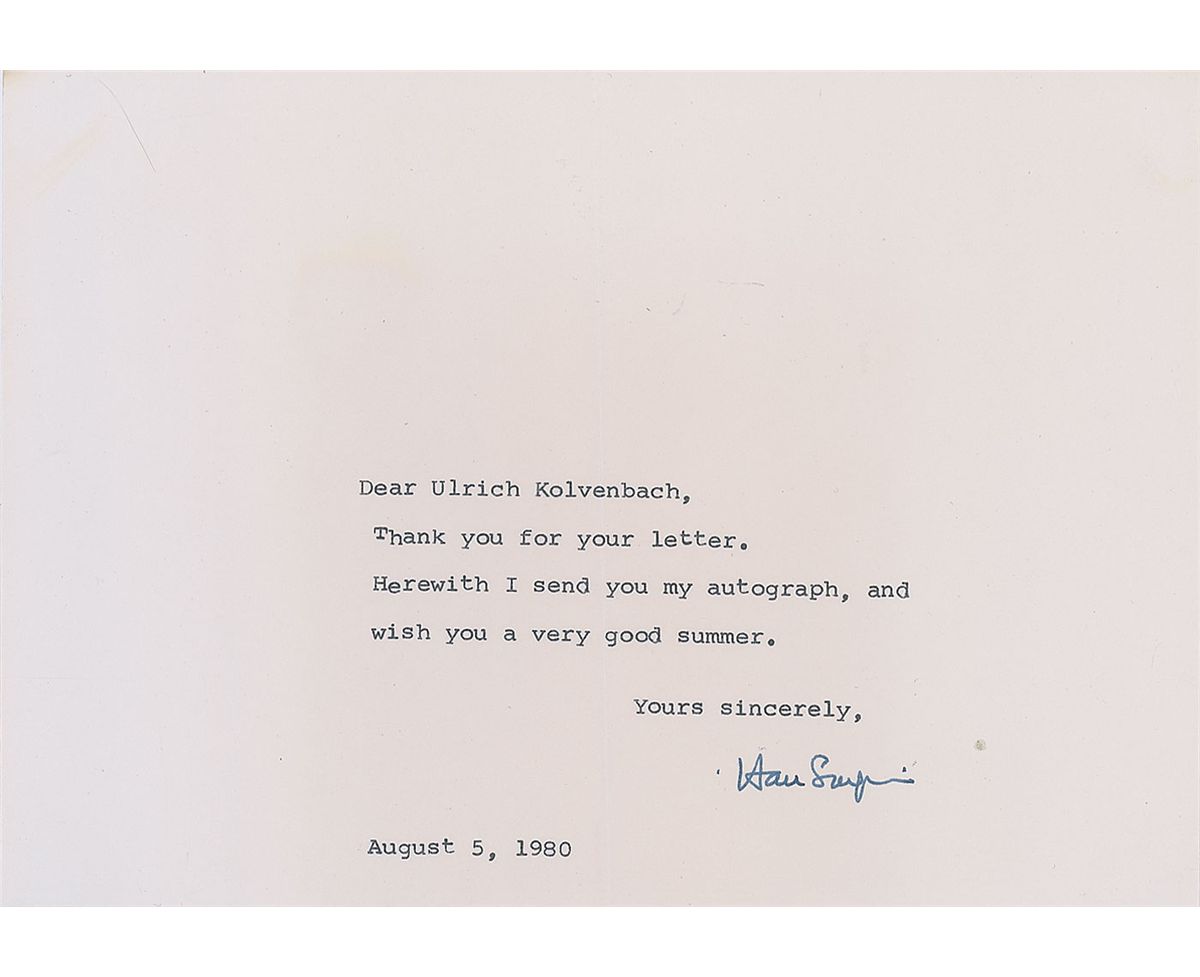 Dear Ulrich Kolvenbach,
Thank you for your letter.
Herewith I send you my autograph, and
wish you a very good summer.
Yours sincerely,
August 5, 1980